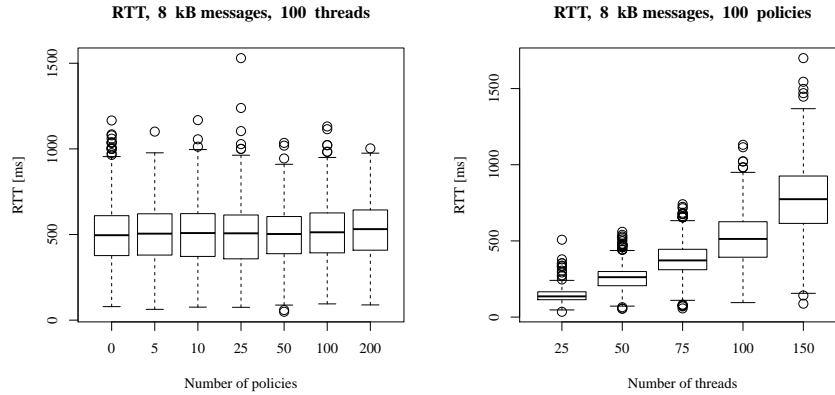 RTT, 8 kB messages, 100 threads
RTT [ms]
1500
1000
500
0
0 5 10 25 50 100 200
Number of policies
RTT, 8 kB messages, 100 policies
RTT [ms]
1500
1000
500
0
25 50 75 100 150
Number of threads